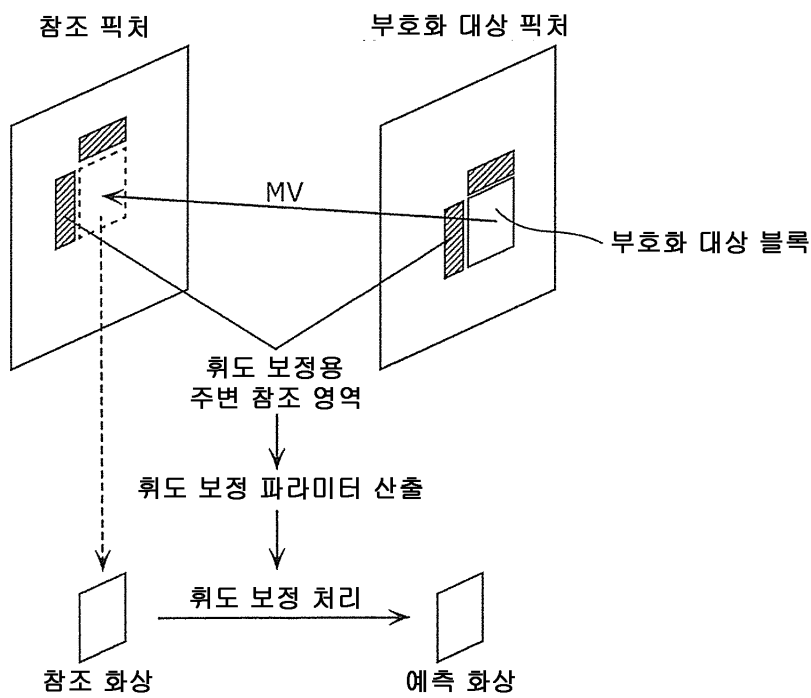 참조 픽처
부호화 대상 픽처
MV
부호화 대상 블록
휘도 보정용
주변 참조 영역
휘도 보정 파라미터 산출
휘도 보정 처리
참조 화상
예측 화상